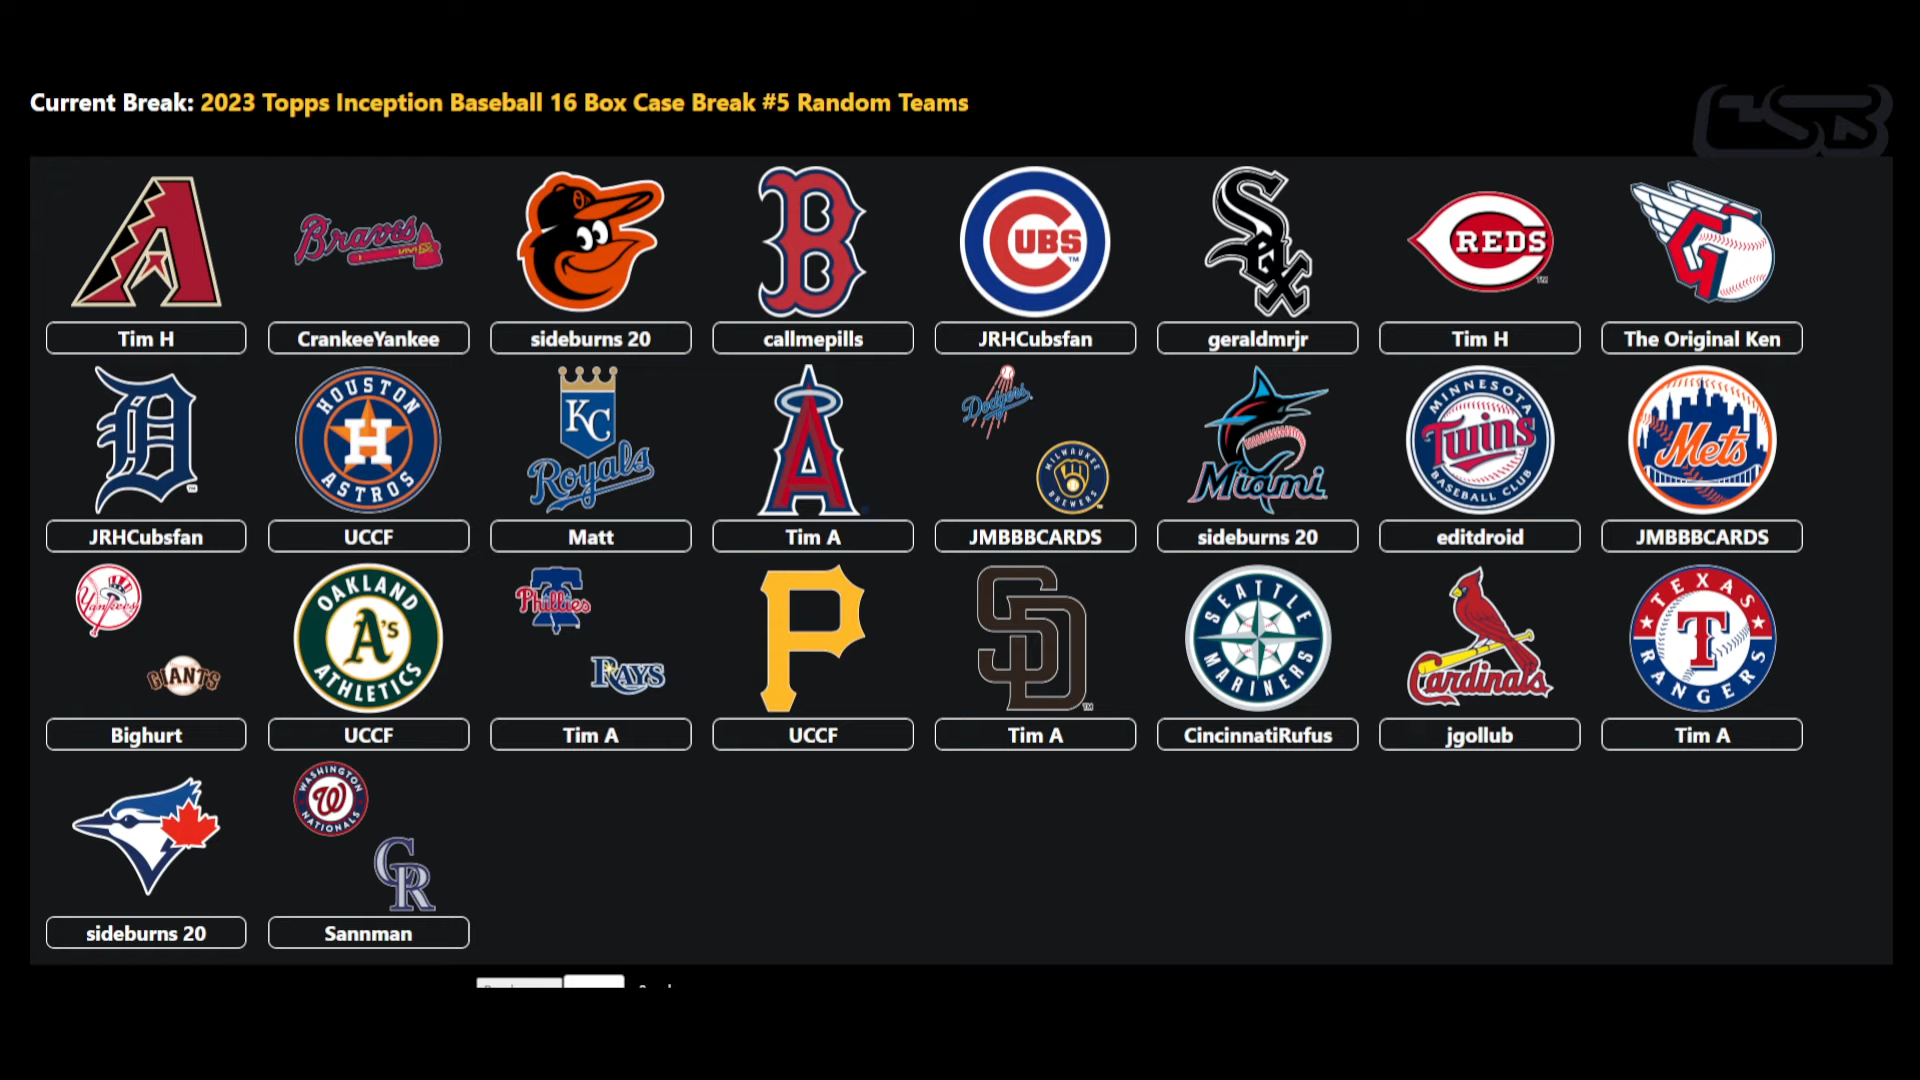 Current Break: 2023 Topps Inception Baseball 16 Box Case Break #5 Random Teams
CSB
A
Braves
B
CUBS
Sox
REDS
G
Tim H
CrankeeYankee
sideburns 20
callmepills
JRHCubsfan
geraldmrjr
Tim H
The Original Ken
D
HOUSTON
H
ASTROS
KC
Royals
A
Dodgers
MILWAUKEE
BREWERS
Miami
MINNESOTA
Twins
BASEBALL CLUB
Mets
JRHCubsfan
UCCF
Matt
Tim A
JMBBBCARDS
sideburns 20
editdroid
JMBBBCARDS
Yankees
GIANTS
OAKLAND
A's
ATHLETICS
Phillies
RAYS
P
SD
SEATTLE
MARINERS
Cardinals
TEXAS
T
RANGERS
Bighurt
UCCF
Tim A
UCCF
Tim A
CincinnatiRufus
jgollub
Tim A
WASHINGTON
W
NATIONALS
CR
sideburns 20
Sannman